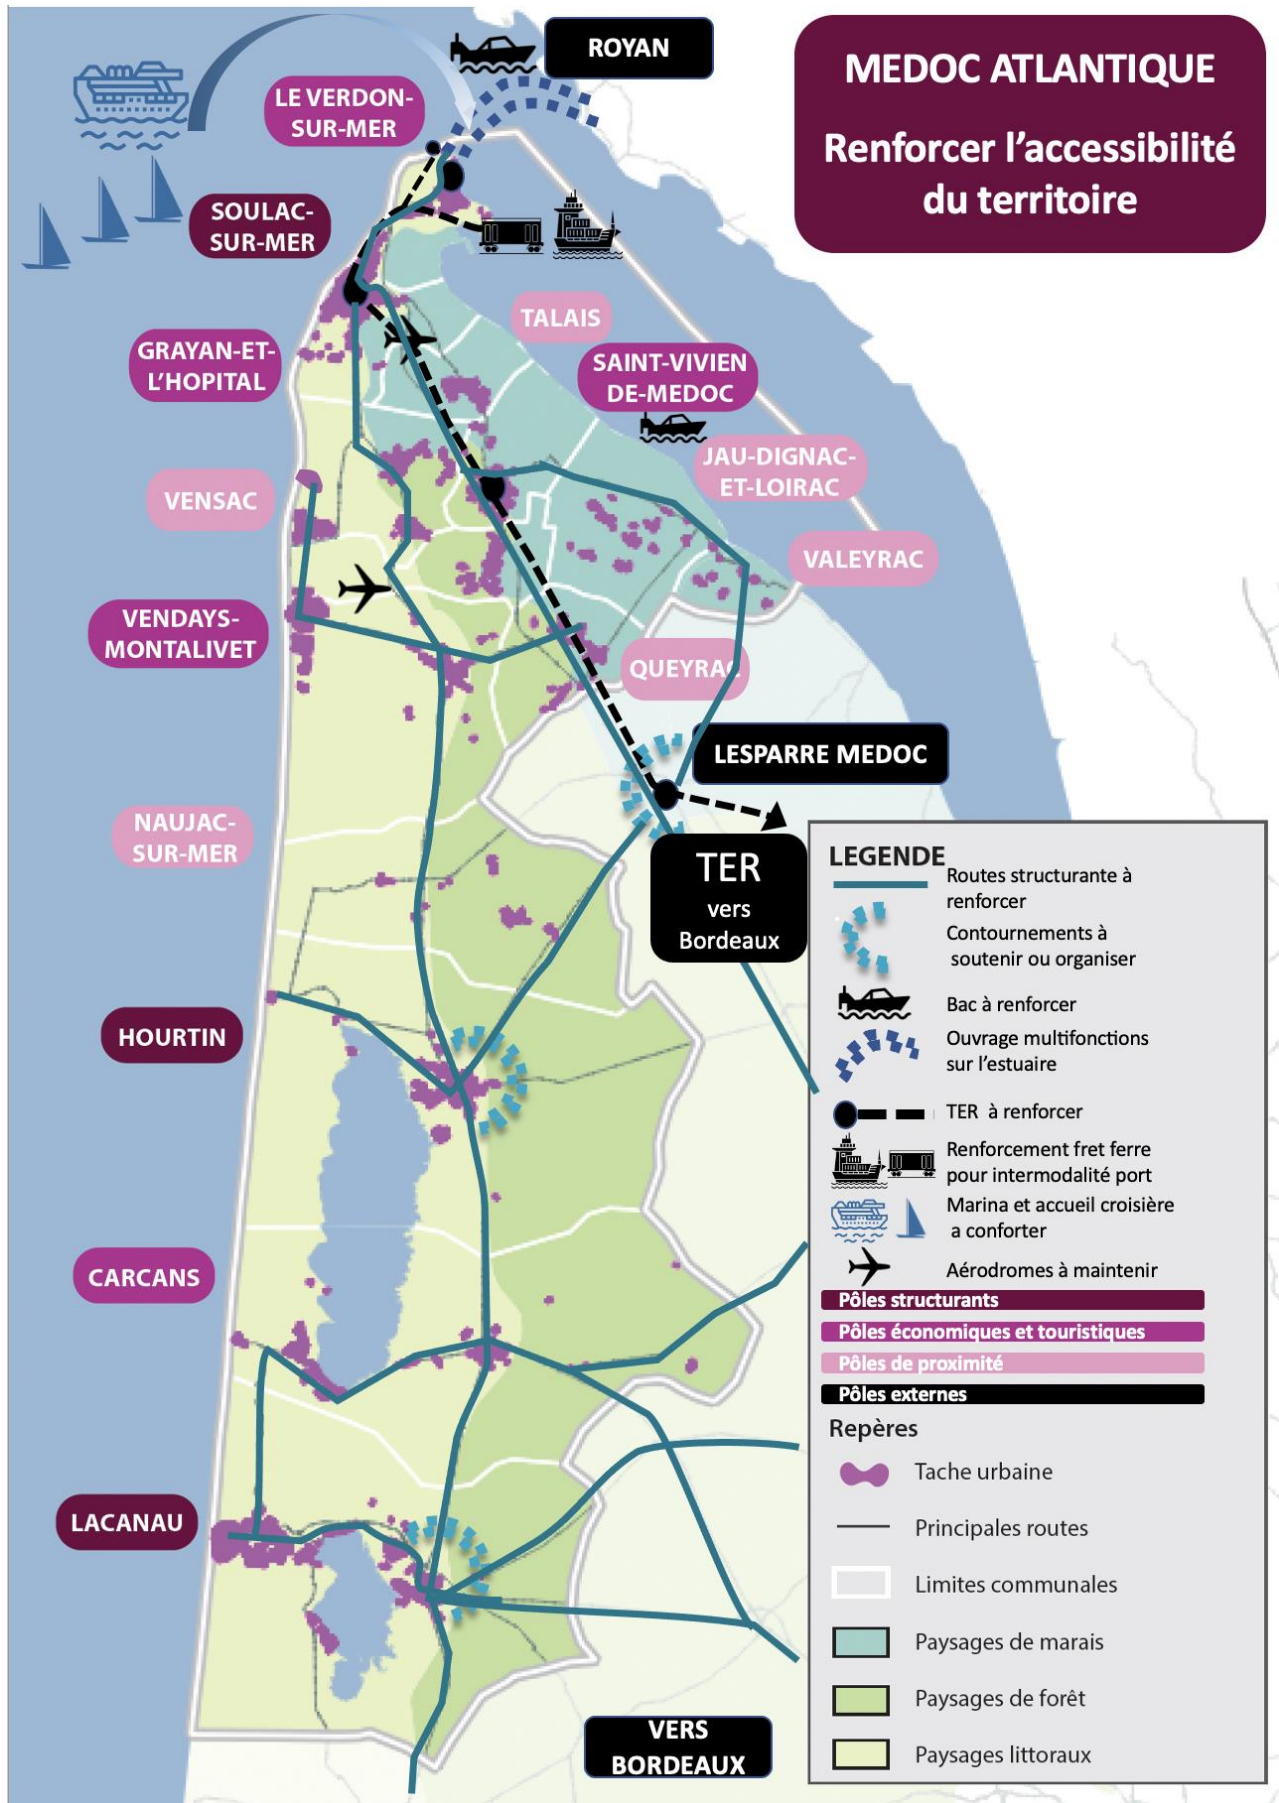 ROYAN
MEDOC ATLANTIQUE
Renforcer l'accessibilité
du territoire
LE VERDON-
SUR-MER
SOULAC-
SUR-MER
TALAIS
GRAYAN-ET-
L'HOPITAL
SAINT-VIVIEN
DE-MEDOC
JAU-DIGNAC-
ET-LOIRAC
VENSAC
VALEYRAC
VENDAYS-
MONTALIVET
QUEYRAC
LESPARRE MEDOC
NAUJAC-
SUR-MER
TER
vers
Bordeaux
HOURTIN
CARCANS
LACANAU
VERS
BORDEAUX
LEGENDE
Routes structurante à
renforcer
Contournements à
soutenir ou organiser
Bac à renforcer
Ouvrage multifonctions
sur l'estuaire
TER à renforcer
Renforcement fret ferre
pour intermodalité port
Marina et accueil croisière
a conforter
Aérodromes à maintenir
Pôles structurants
Pôles économiques et touristiques
Pôles de proximité
Pôles externes
Repères
Tache urbaine
Principales routes
Limites communales
Paysages de marais
Paysages de forêt
Paysages littoraux